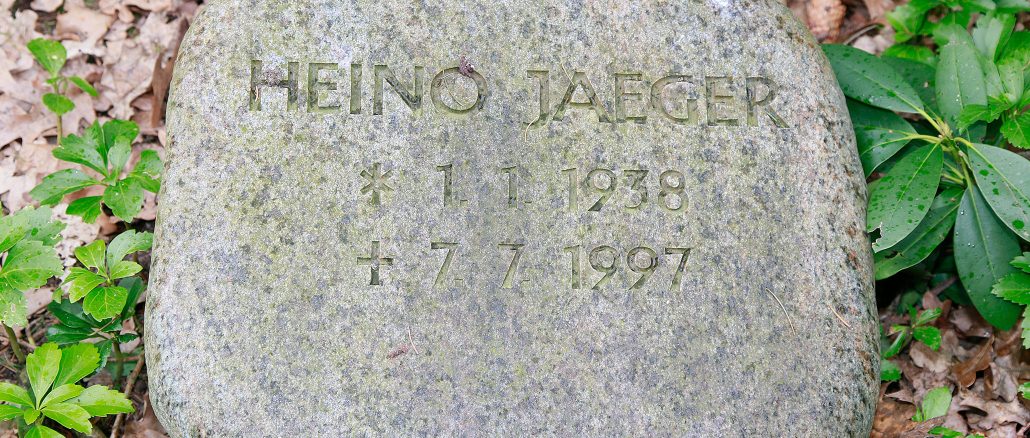 HEINO JAEGER
* 1. 1. 1938
† 7. 7. 1997